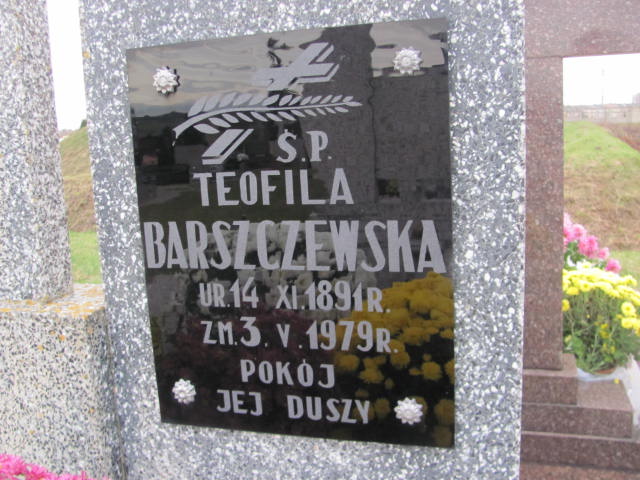 Ś.P.
TEOFILA
BARSZCZEWSKA
UR.14 XI.1891R.
ZM.3.V.1979R.
POKÓJ
JEJ DUSZY